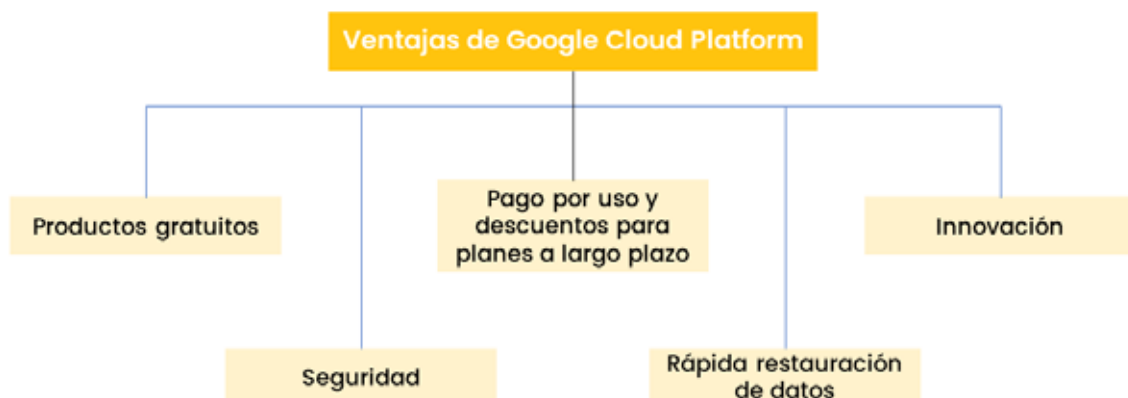 Ventajas de Google Cloud Platform
Productos gratuitos
Pago por uso y
descuentos para
planes a largo plazo
Innovación
Seguridad
Rápida restauración
de datos